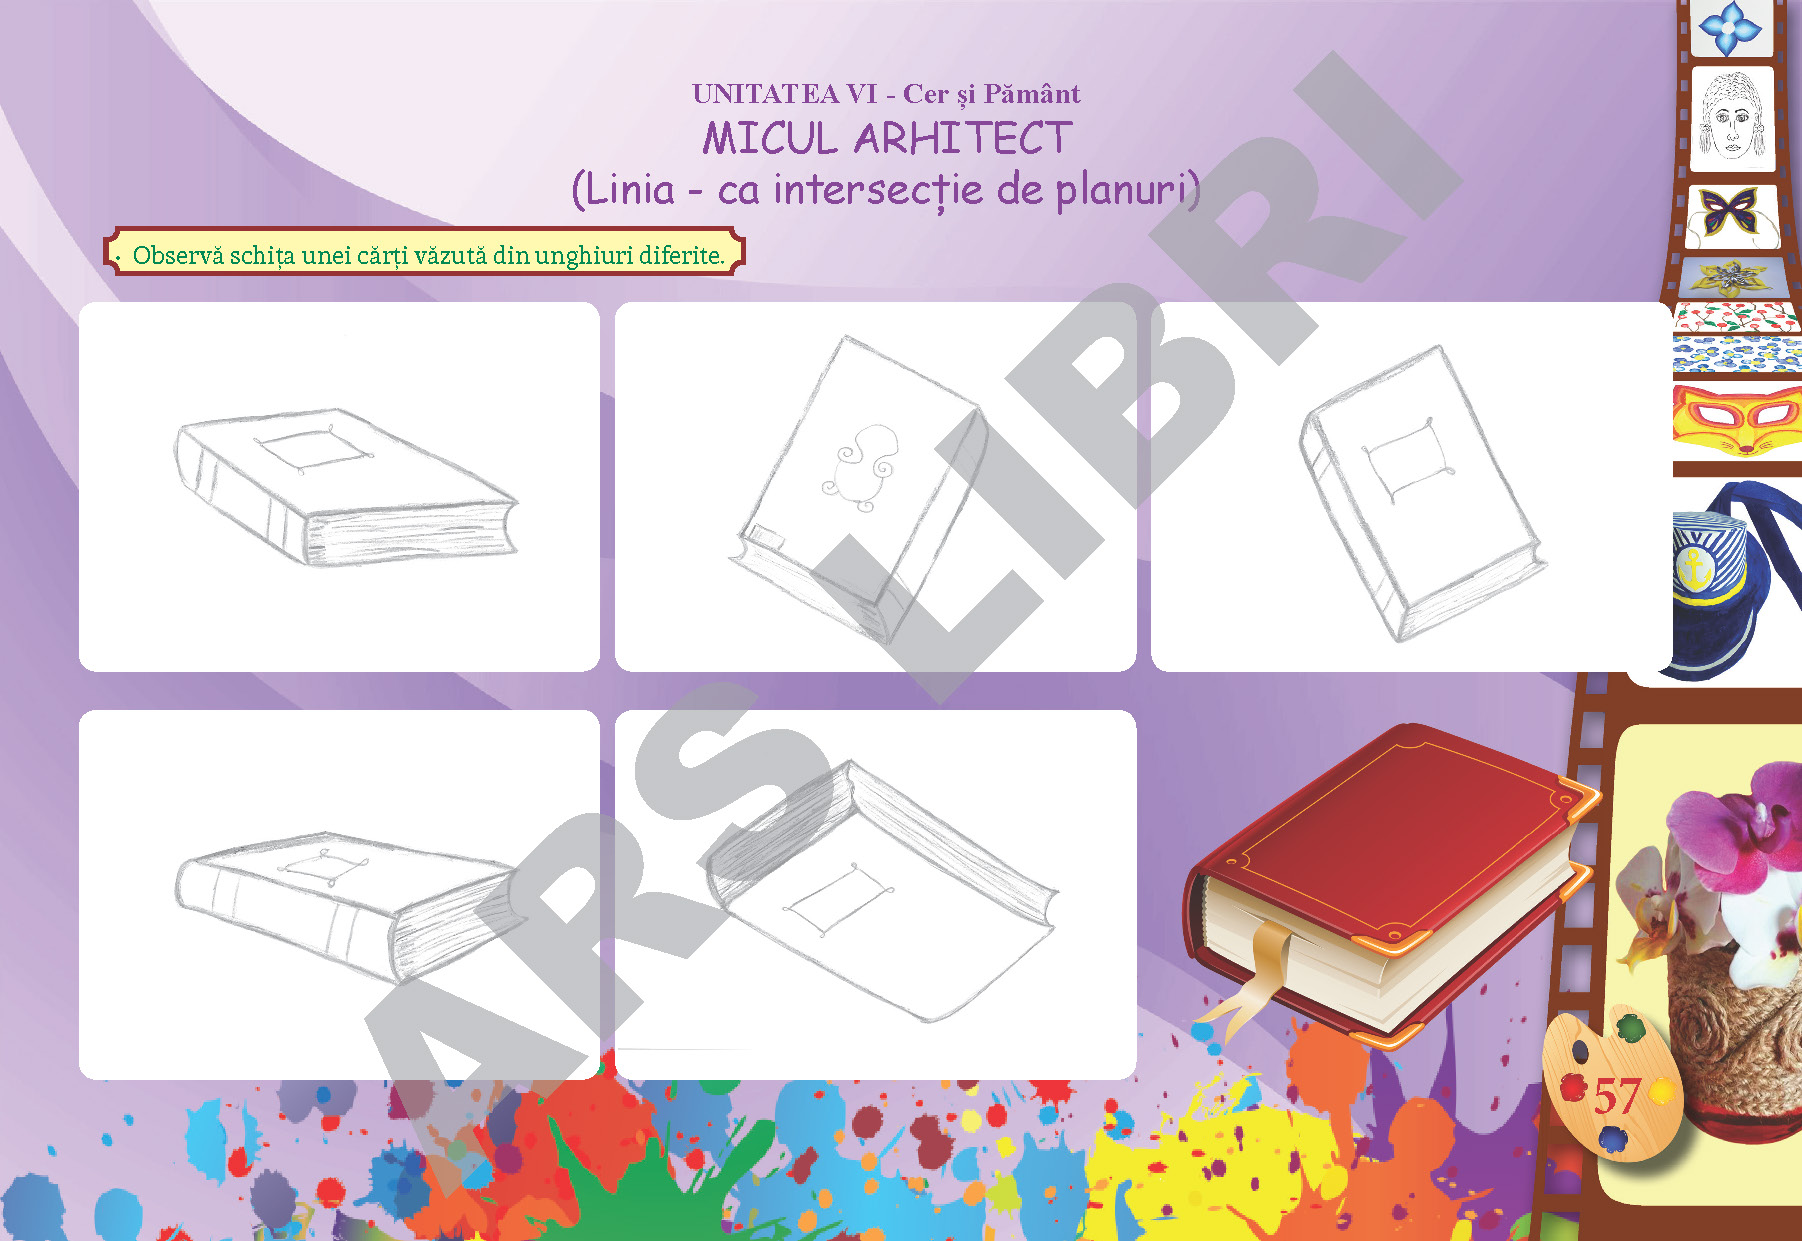 UNITATEA VI - Cer și Pământ
MICUL ARHITECT
(Linia - ca intersecție de planuri)
• Observă schița unei cărți văzută din unghiuri diferite.
ARS LIBRI
57